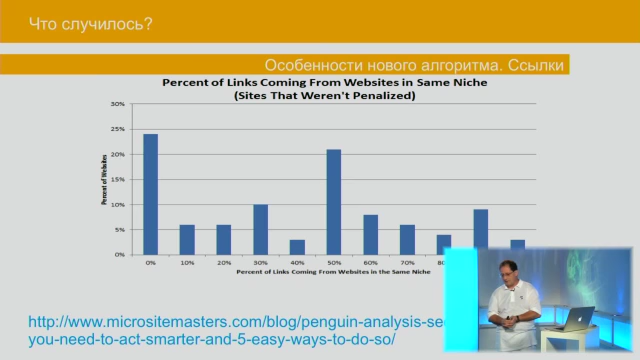 Что случилось?
Особенности нового алгоритма. Ссылки
Percent of Links Coming From Websites in Same Niche
(Sites That Weren't Penalized)
30%
25%
20%
15%
10%
5%
0%
Percent of Websites
0% 10% 20% 30% 40% 50% 60% 70%
Percent of Links Coming From Websites in the Same Niche
http://www.micrositemasters.com/blog/penguin-analysis-se
you-need-to-act-smarter-and-5-easy-ways-to-do-so/